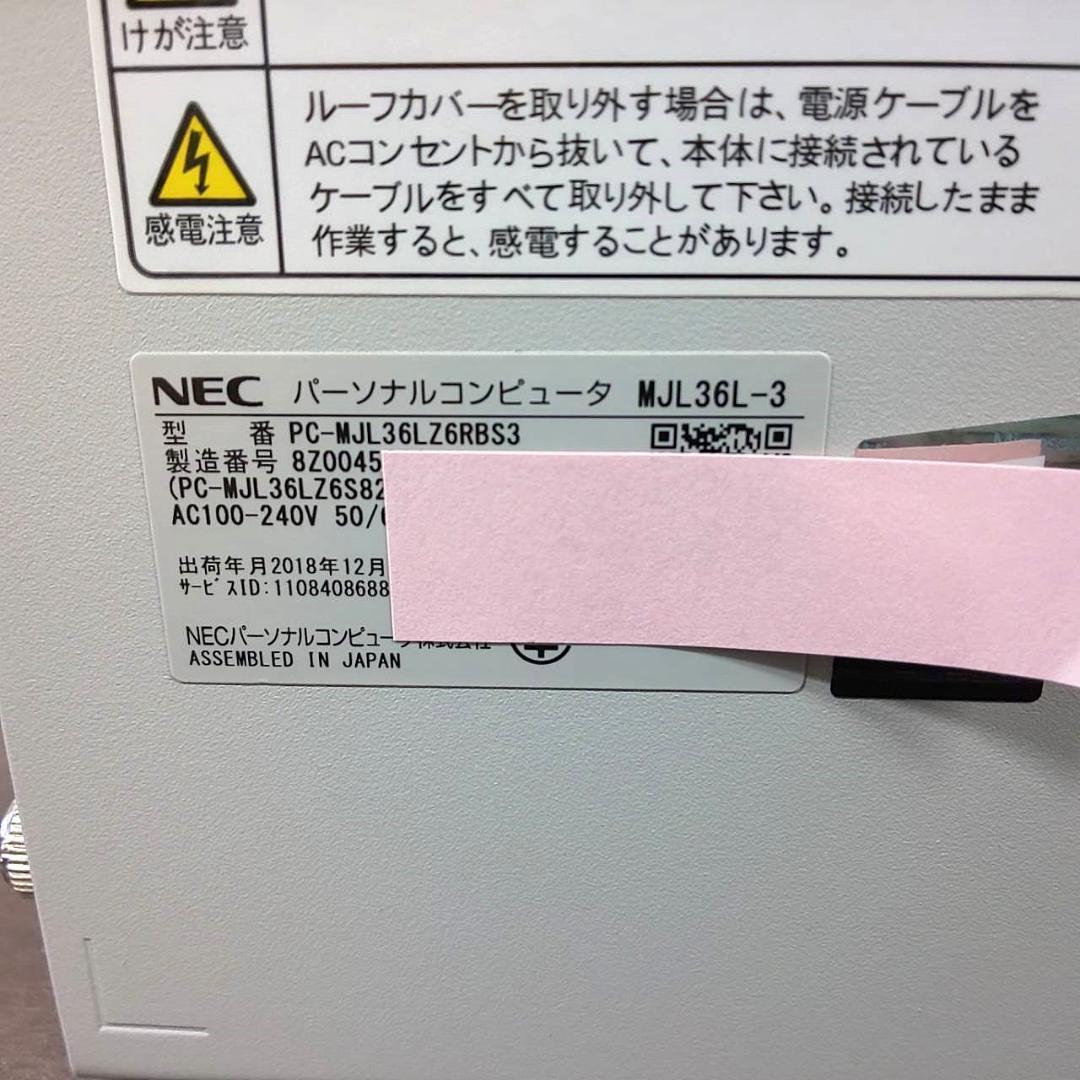 けが注意
感電注意
ルーフカバーを取り外す場合は、電源ケーブルを
ACコンセントから抜いて、本体に接続されている
ケーブルをすべて取り外して下さい。接続したまま
作業すると、感電することがあります。
NEC パーソナルコンピュータ MJL36L-3
型 番 PC-MJL36LZ6RBS3
製造番号 8Z0045
(PC-MJL36LZ6S82
AC100-240V 50/
出荷年月2018年12月
ｻｰﾋﾞｽID:1108408688
NECパーソナルコンピュータ株式会社
ASSEMBLED IN JAPAN